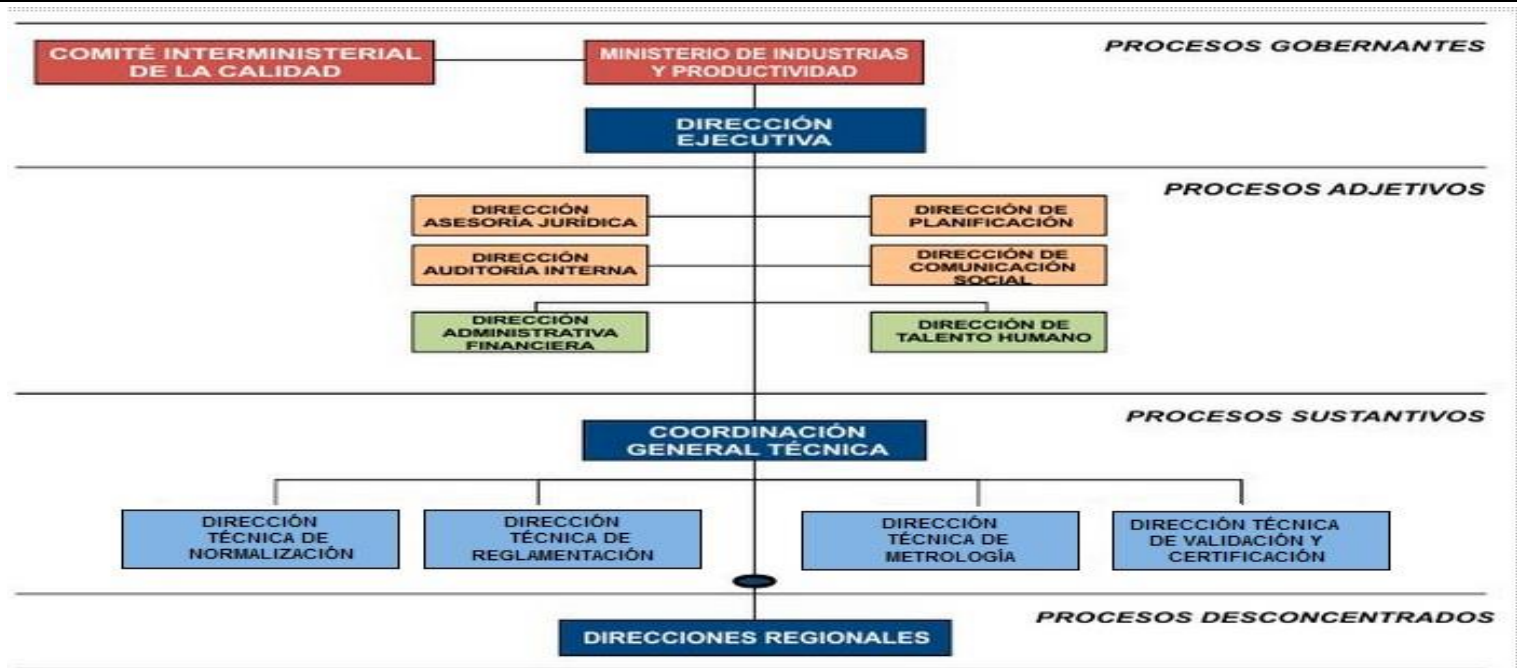 PROCESOS GOBERNANTES
COMITÉ INTERMINISTERIAL
DE LA CALIDAD
MINISTERIO DE INDUSTRIAS
Y PRODUCTIVIDAD
DIRECCIÓN
EJECUTIVA
PROCESOS ADJETIVOS
DIRECCIÓN
ASESORÍA JURÍDICA
DIRECCIÓN DE
PLANIFICACIÓN
DIRECCIÓN
AUDITORÍA INTERNA
DIRECCIÓN DE
COMUNICACIÓN
SOCIAL
DIRECCIÓN
ADMINISTRATIVA
FINANCIERA
DIRECCIÓN DE
TALENTO HUMANO
PROCESOS SUSTANTIVOS
COORDINACIÓN
GENERAL TÉCNICA
DIRECCIÓN
TÉCNICA DE
NORMALIZACIÓN
DIRECCIÓN
TÉCNICA DE
REGLAMENTACIÓN
DIRECCIÓN
TÉCNICA DE
METROLOGÍA
DIRECCIÓN TÉCNICA
DE VALIDACIÓN Y
CERTIFICACIÓN
PROCESOS DESCONCENTRADOS
DIRECCIONES REGIONALES